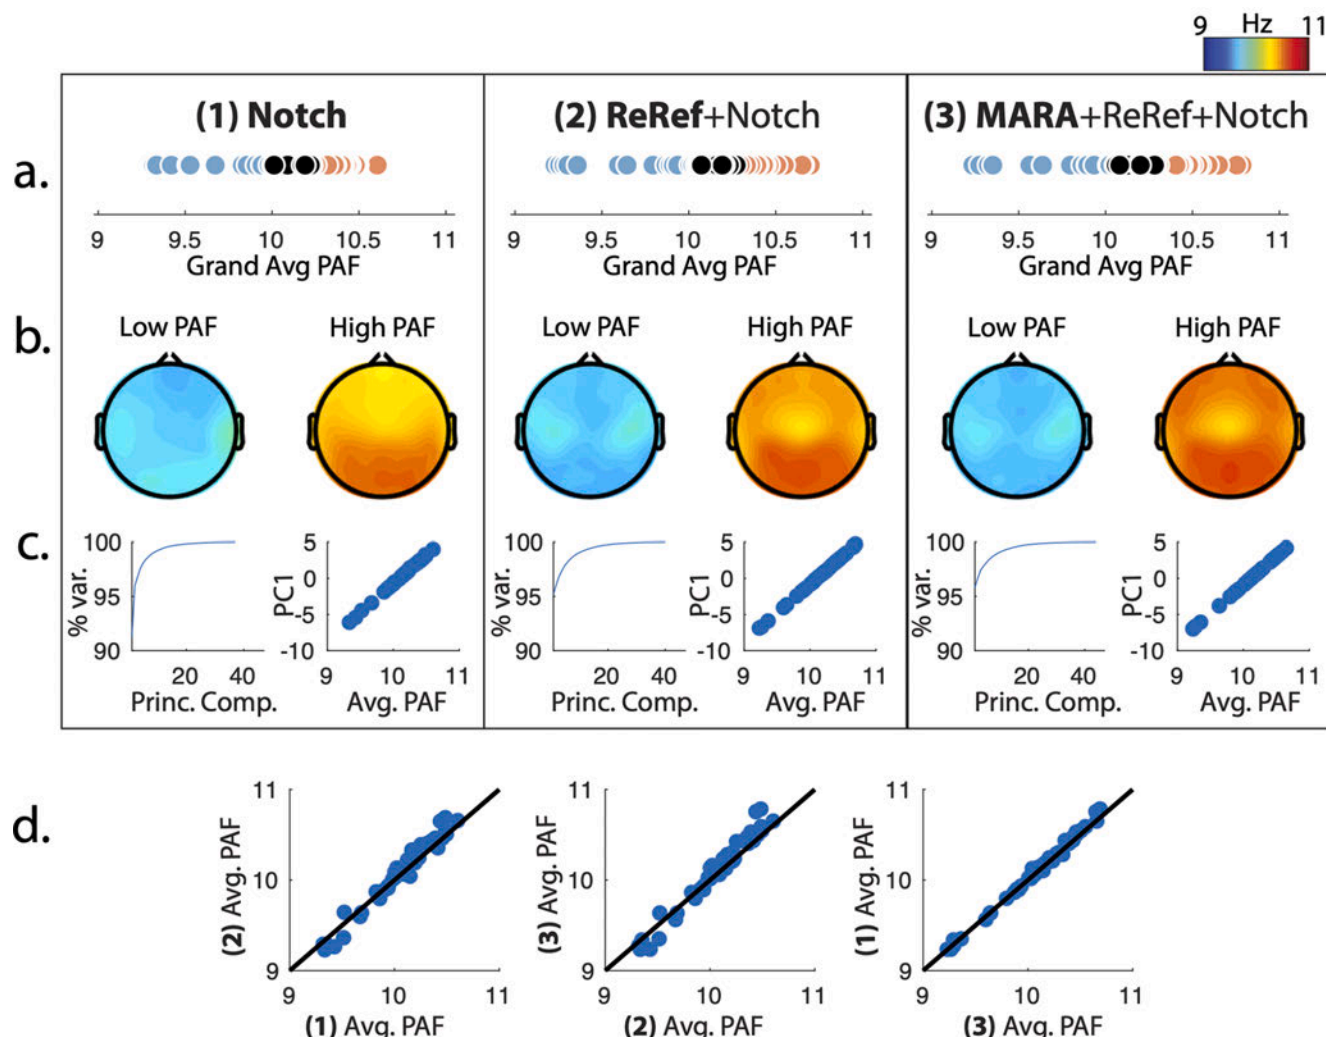 9 Hz 11
(1) Notch
(2) ReRef+Notch
(3) MARA+ReRef+Notch
a.
9 9.5 10 10.5 11
Grand Avg PAF
9 9.5 10 10.5 11
Grand Avg PAF
9 9.5 10 10.5 11
Grand Avg PAF
b.
Low PAF High PAF
Low PAF High PAF
Low PAF High PAF
c.
% var.
100
95
90
20 40
Princ. Comp.
PC1
5
0
-5
-10
9 10 11
Avg. PAF
% var.
100
95
90
20 40
Princ. Comp.
PC1
5
0
-5
-10
9 10 11
Avg. PAF
% var.
100
95
90
20 40
Princ. Comp.
PC1
5
0
-5
-10
9 10 11
Avg. PAF
d.
(2) Avg. PAF
11
10
9
9 10 11
(1) Avg. PAF
(3) Avg. PAF
11
10
9
9 10 11
(2) Avg. PAF
(1) Avg. PAF
11
10
9
9 10 11
(3) Avg. PAF